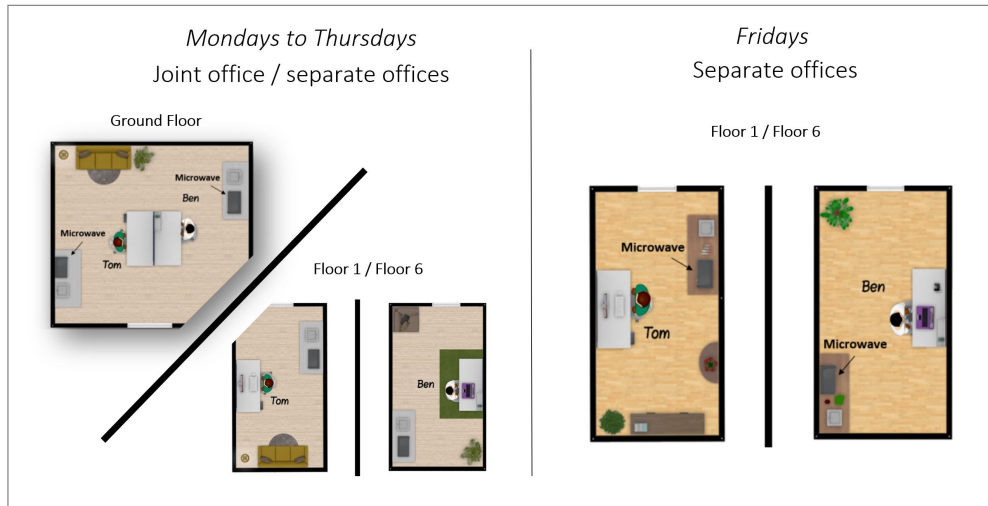 Mondays to Thursdays
Joint office / separate offices
Ground Floor
Microwave
Ben
Microwave
Tom
Floor 1 / Floor 6
Ben
Tom
Fridays
Separate offices
Floor 1 / Floor 6
Microwave
Tom
Ben
Microwave